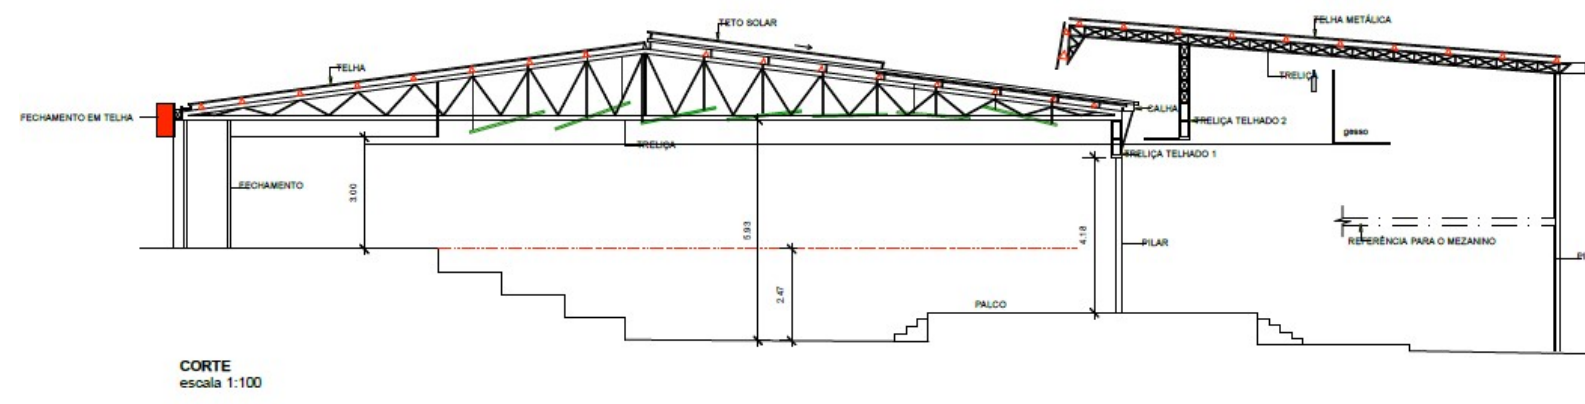 TETO SOLAR
TELHA METÁLICA
TELHA
TRELIÇA
FECHAMENTO EM TELHA
CALHA
TRELIÇA TELHADO 2
gesso
TRELIÇA
TRELIÇA TELHADO 1
FECHAMENTO
3.00
5.93
4.18
PILAR
REFERÊNCIA PARA O MEZANINO
2.47
PALCO
CORTE
escala 1:100